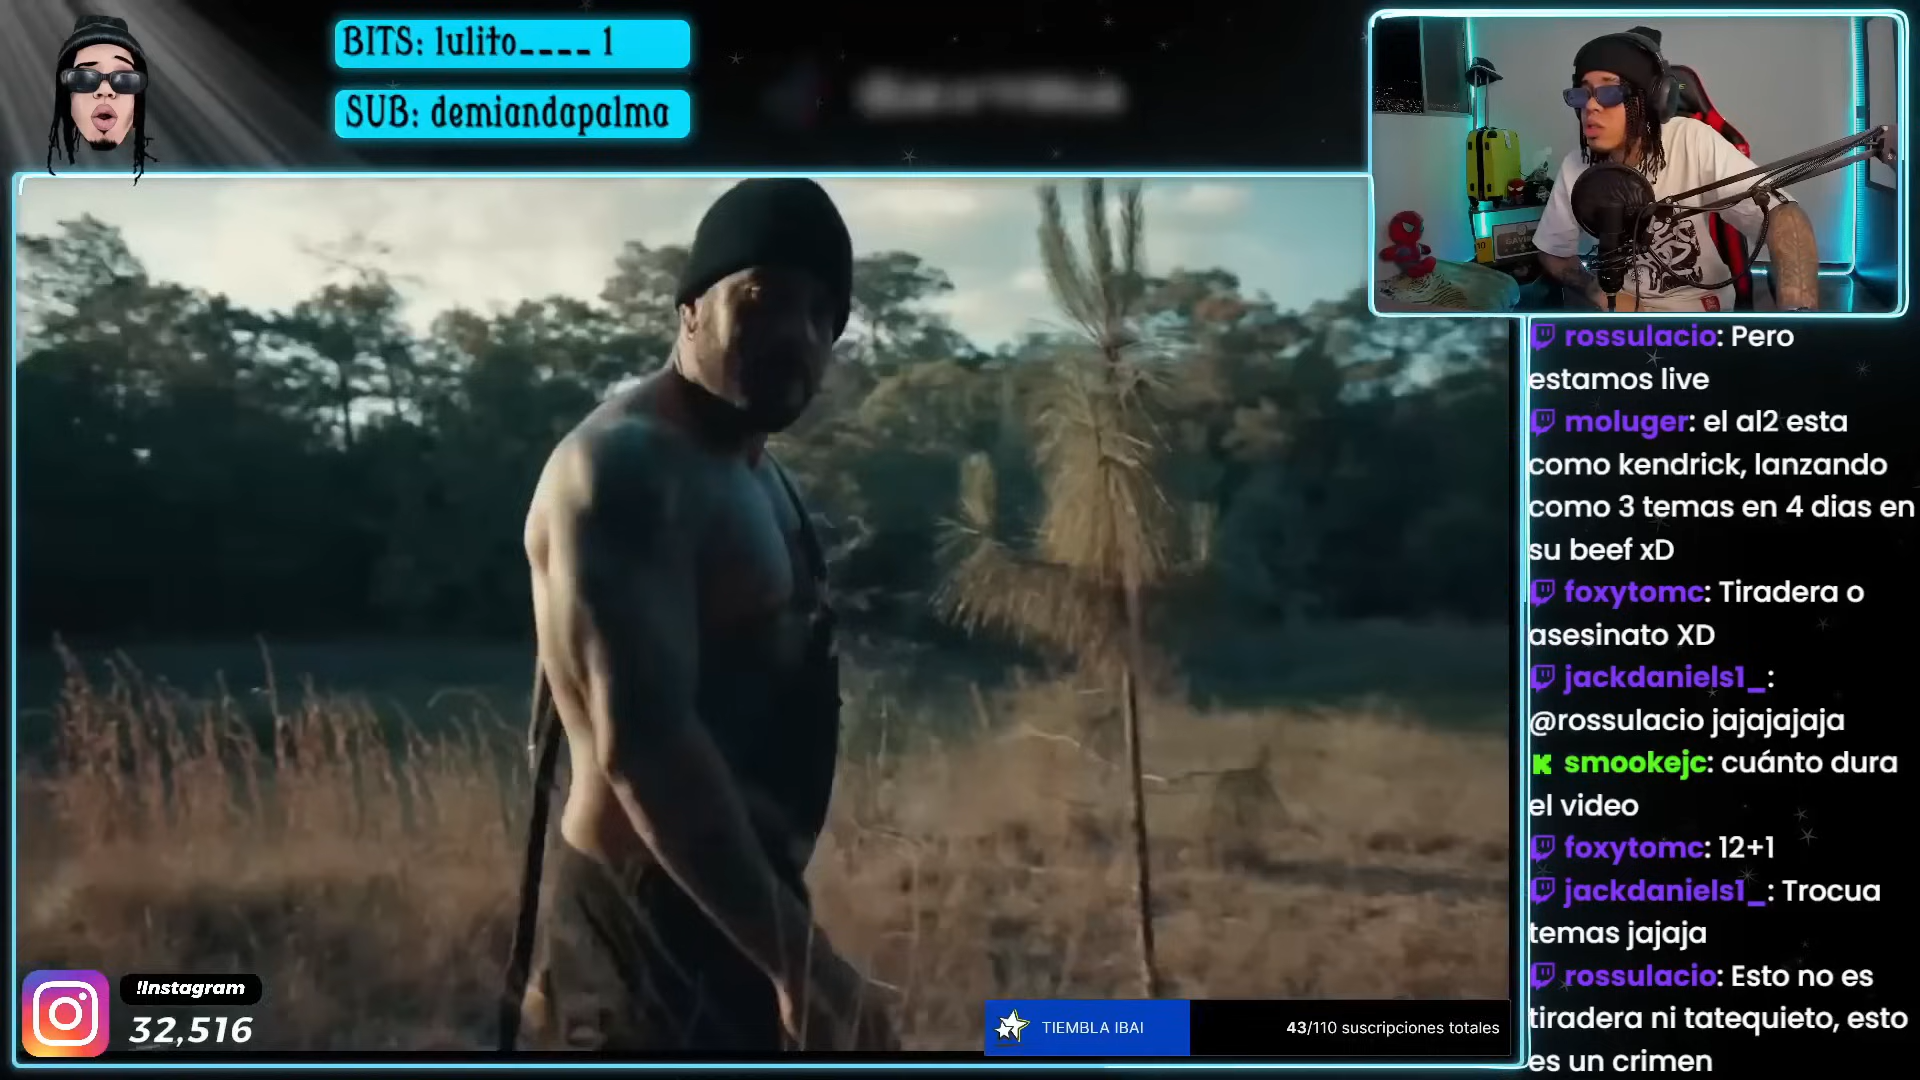 BITS: lulito____ 1
SUB: demiandapalma
rossulacio: Pero
estamos live
moluger: el al2 esta
como kendrick, lanzando
como 3 temas en 4 dias en
su beef xD
foxytomc: Tiradera o
asesinato XD
jackdaniels1_:
@rossulacio jajajajaja
smookejc: cuánto dura
el video
foxytomc: 12+1
jackdaniels1_: Trocua
temas jajaja
rossulacio: Esto no es
tiradera ni tatequieto, esto
es un crimen
!Instagram
32,516
TIEMBLA IBAI
43/110 suscripciones totales